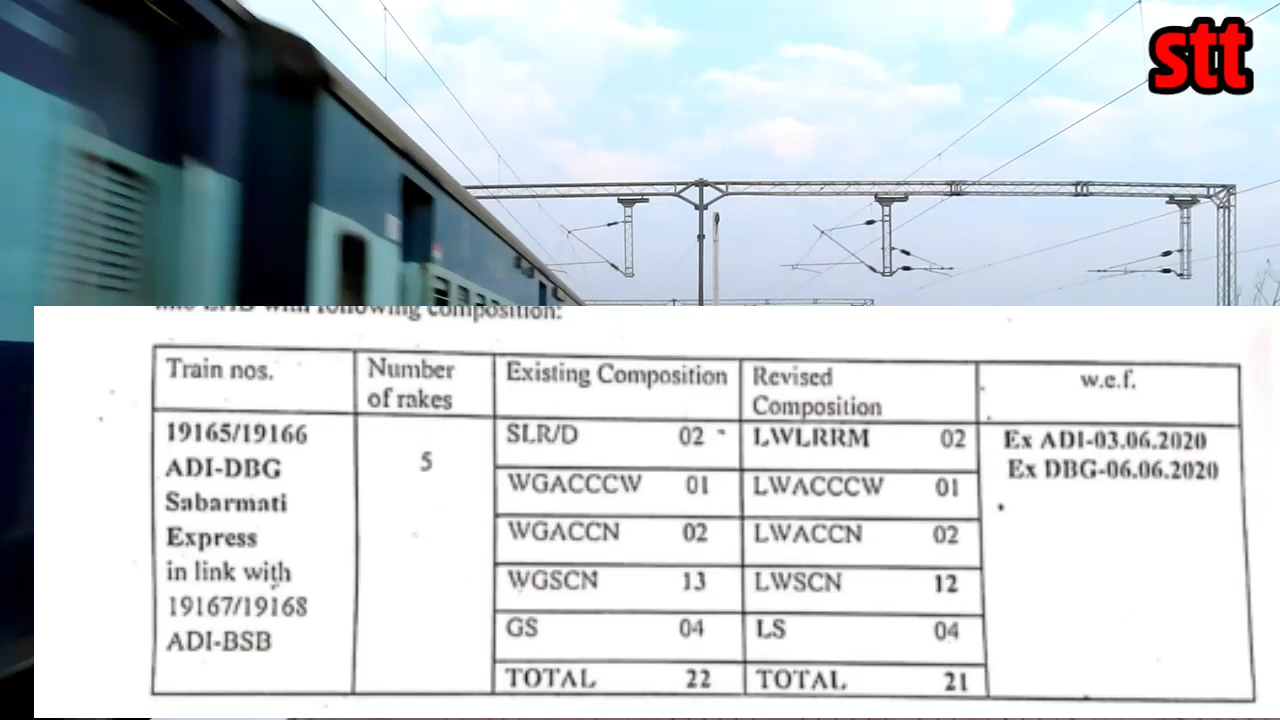 stt
with following composition:
Train nos. Number of rakes Existing Composition Revised Composition w.e.f.
19165/19166
ADI-DBG
Sabarmati
Express
in link with
19167/19168
ADI-BSB
5
SLR/D 02 LWLRRM 02
WGACCCW 01 LWACCCW 01
WGACCN 02 LWACCN 02
WGSCN 13 LWSCN 12
GS 04 LS 04
TOTAL 22 TOTAL 21
Ex ADI-03.06.2020
Ex DBG-06.06.2020